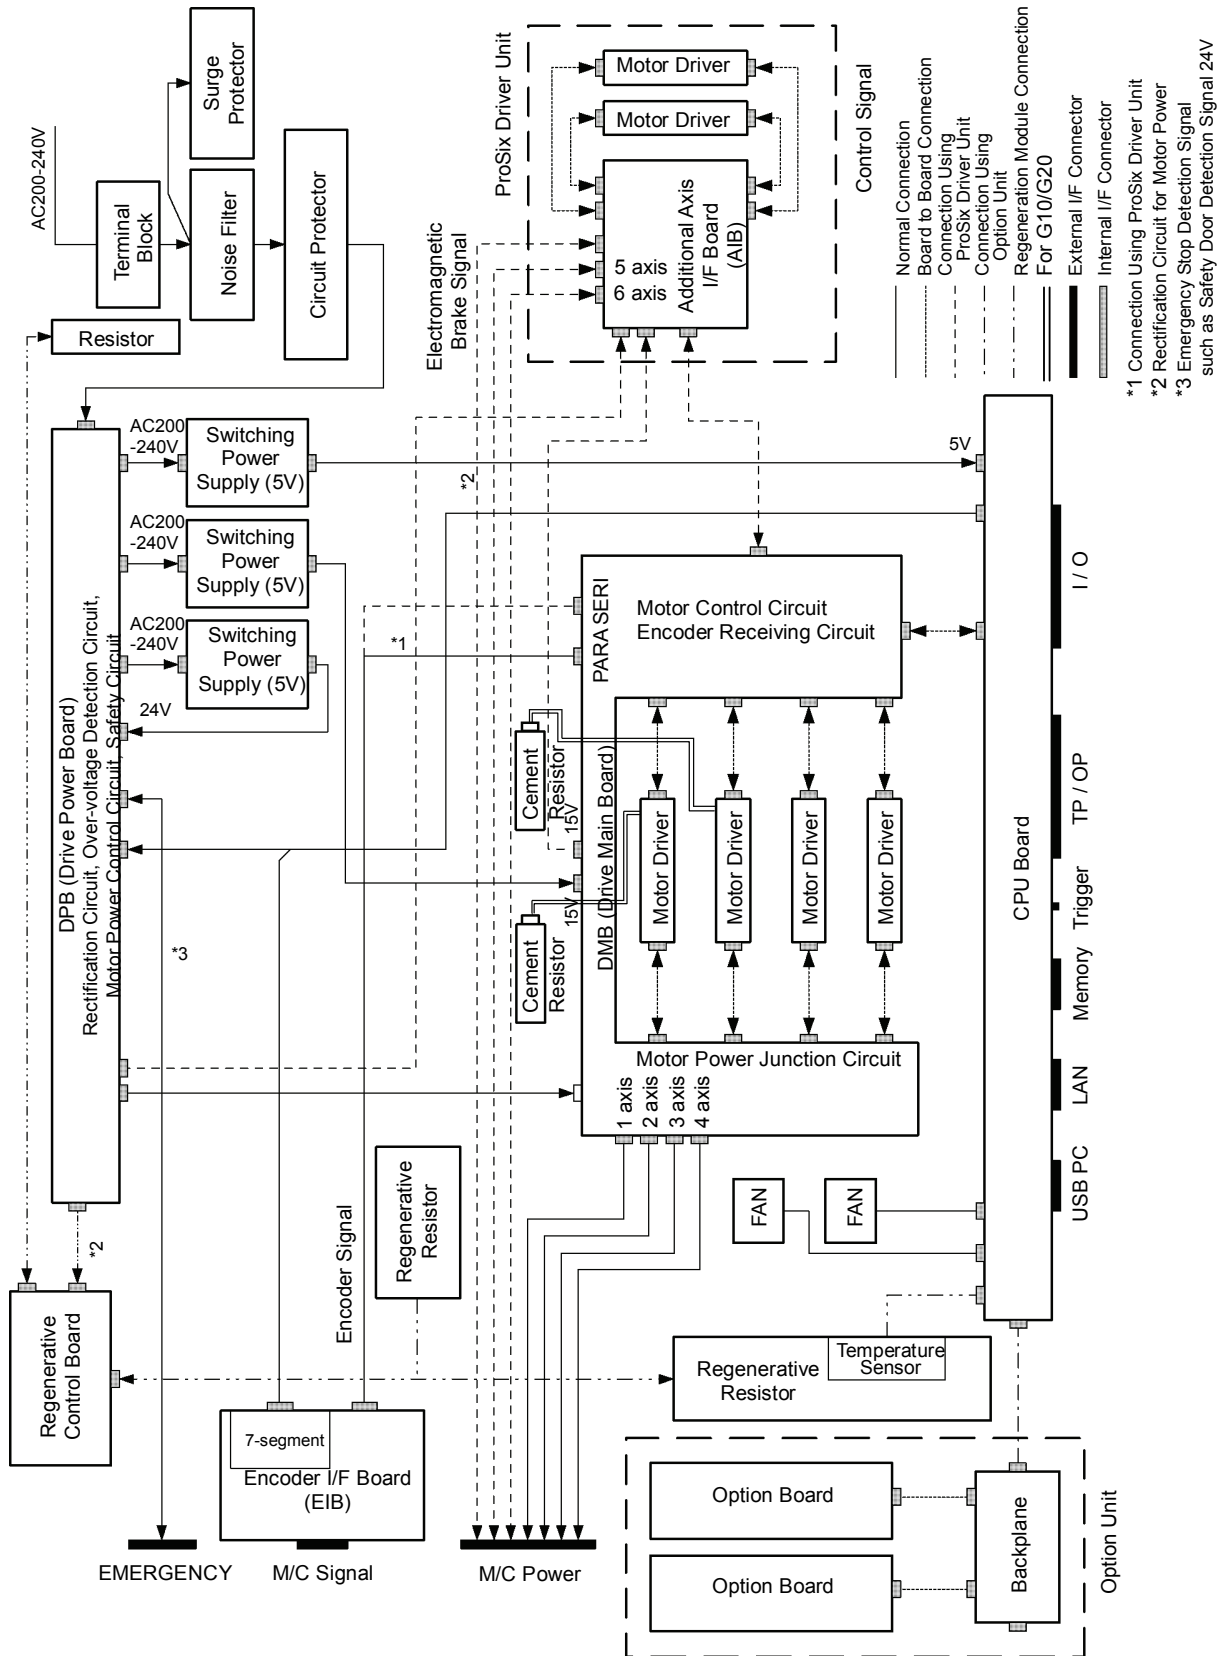 AC200-240V
Terminal
Block
Surge
Protector
Noise Filter
Circuit Protector
Resistor
ProSix Driver Unit
Motor Driver
Motor Driver
Additional Axis
I/F Board
(AIB)
5 axis
6 axis
Electromagnetic
Brake Signal
Control Signal
Normal Connection
Board to Board Connection
Connection Using
ProSix Driver Unit
Connection Using
Option Unit
Regeneration Module Connection
For G10/G20
External I/F Connector
Internal I/F Connector
*1 Connection Using ProSix Driver Unit
*2 Rectification Circuit for Motor Power
*3 Emergency Stop Detection Signal
such as Safety Door Detection Signal 24V
DPB (Drive Power Board)
Rectification Circuit, Over-voltage Detection Circuit,
Motor Power Control Circuit, Safety Circuit
AC200
-240V
Switching
Power
Supply (5V)
AC200
-240V
Switching
Power
Supply (5V)
AC200
-240V
Switching
Power
Supply (5V)
24V
5V
*2
*1
*3
PARA SERI
Motor Control Circuit
Encoder Receiving Circuit
DMB (Drive Main Board)
Cement
Resistor
15V
Cement
Resistor
15V
Motor Driver
Motor Driver
Motor Driver
Motor Driver
Motor Power Junction Circuit
1 axis
2 axis
3 axis
4 axis
CPU Board
I / O
TP / OP
Trigger
Memory
LAN
USB PC
FAN
FAN
Regenerative
Resistor
Encoder Signal
*2
Regenerative
Control Board
Regenerative
Resistor
Temperature
Sensor
7-segment
Encoder I/F Board
(EIB)
EMERGENCY
M/C Signal
M/C Power
Option Board
Option Board
Backplane
Option Unit